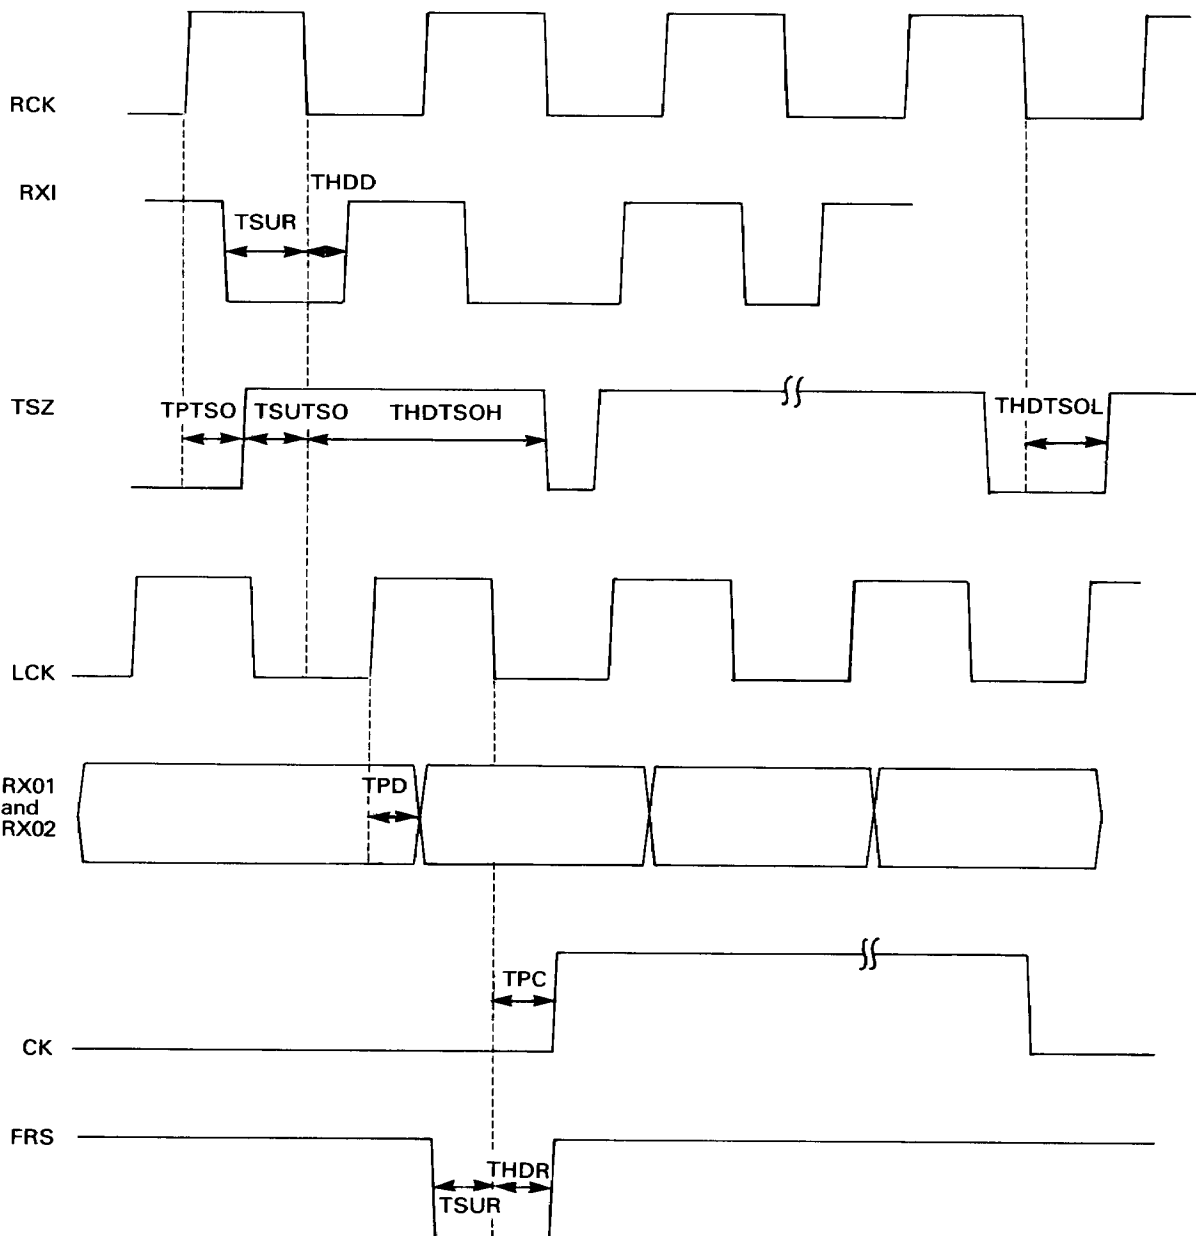 RCK
RXI
THDD
TSUR
TSZ
TPTSO TSUTSO THDTSOH THDTSOL
LCK
RX01
and
RX02
TPD
TPC
CK
FRS
THDR
TSUR